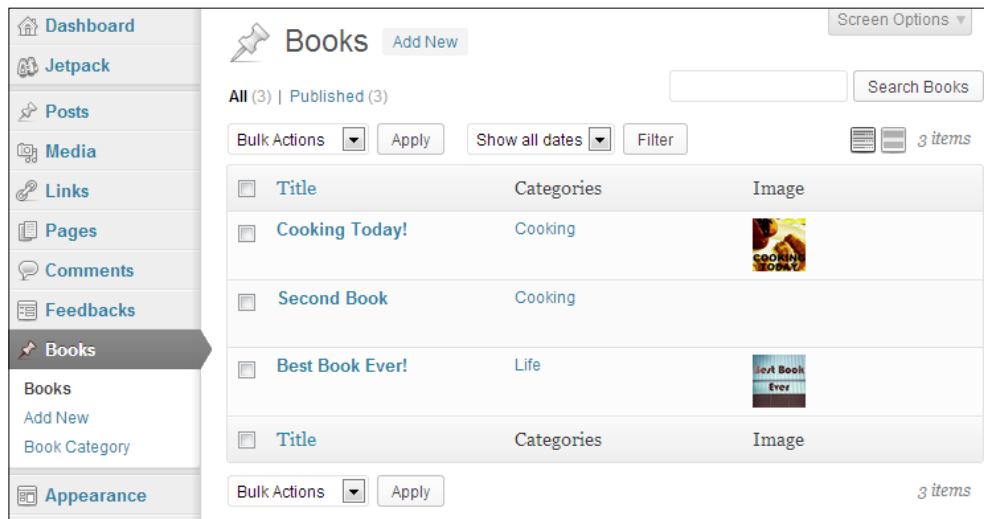 Dashboard
Jetpack
Posts
Media
Links
Pages
Comments
Feedbacks
Books
Books
Add New
Book Category
Appearance
Screen Options
Books Add New
All (3) | Published (3)
Search Books
Bulk Actions Apply Show all dates Filter 3 items
Title Categories Image
Cooking Today! Cooking
COOKING
TODAY
Second Book Cooking
Best Book Ever! Life
Best Book
Ever
Title Categories Image
Bulk Actions Apply 3 items